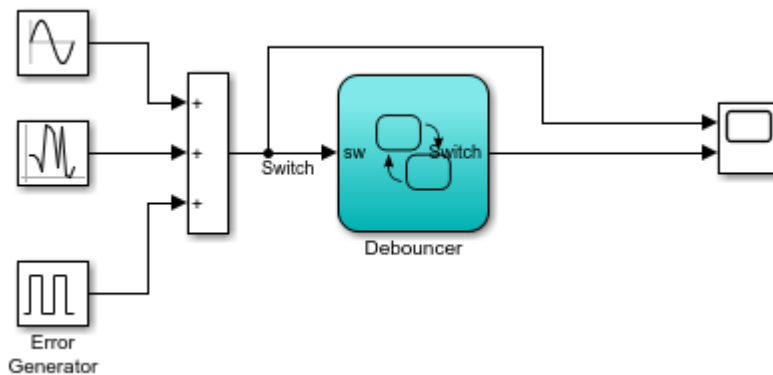 +
+
+
Switch
sw
Switch
Debouncer
Error
Generator